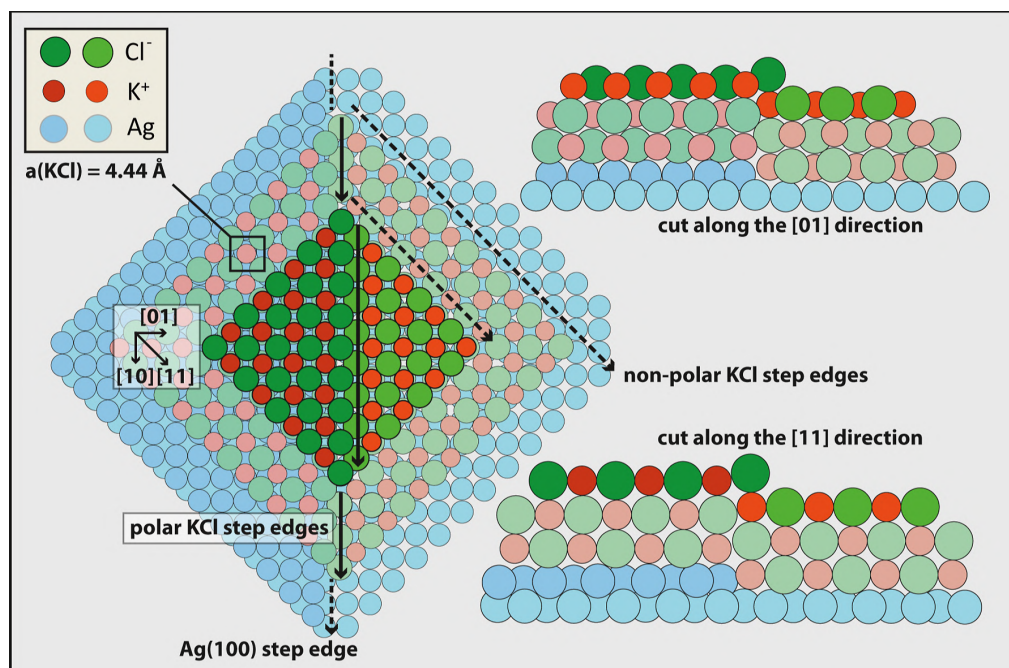 Cl⁻
K⁺
Ag
a(KCl) = 4.44 Å
cut along the [01] direction
[01]
[10][11]
non-polar KCl step edges
cut along the [11] direction
polar KCl step edges
Ag(100) step edge